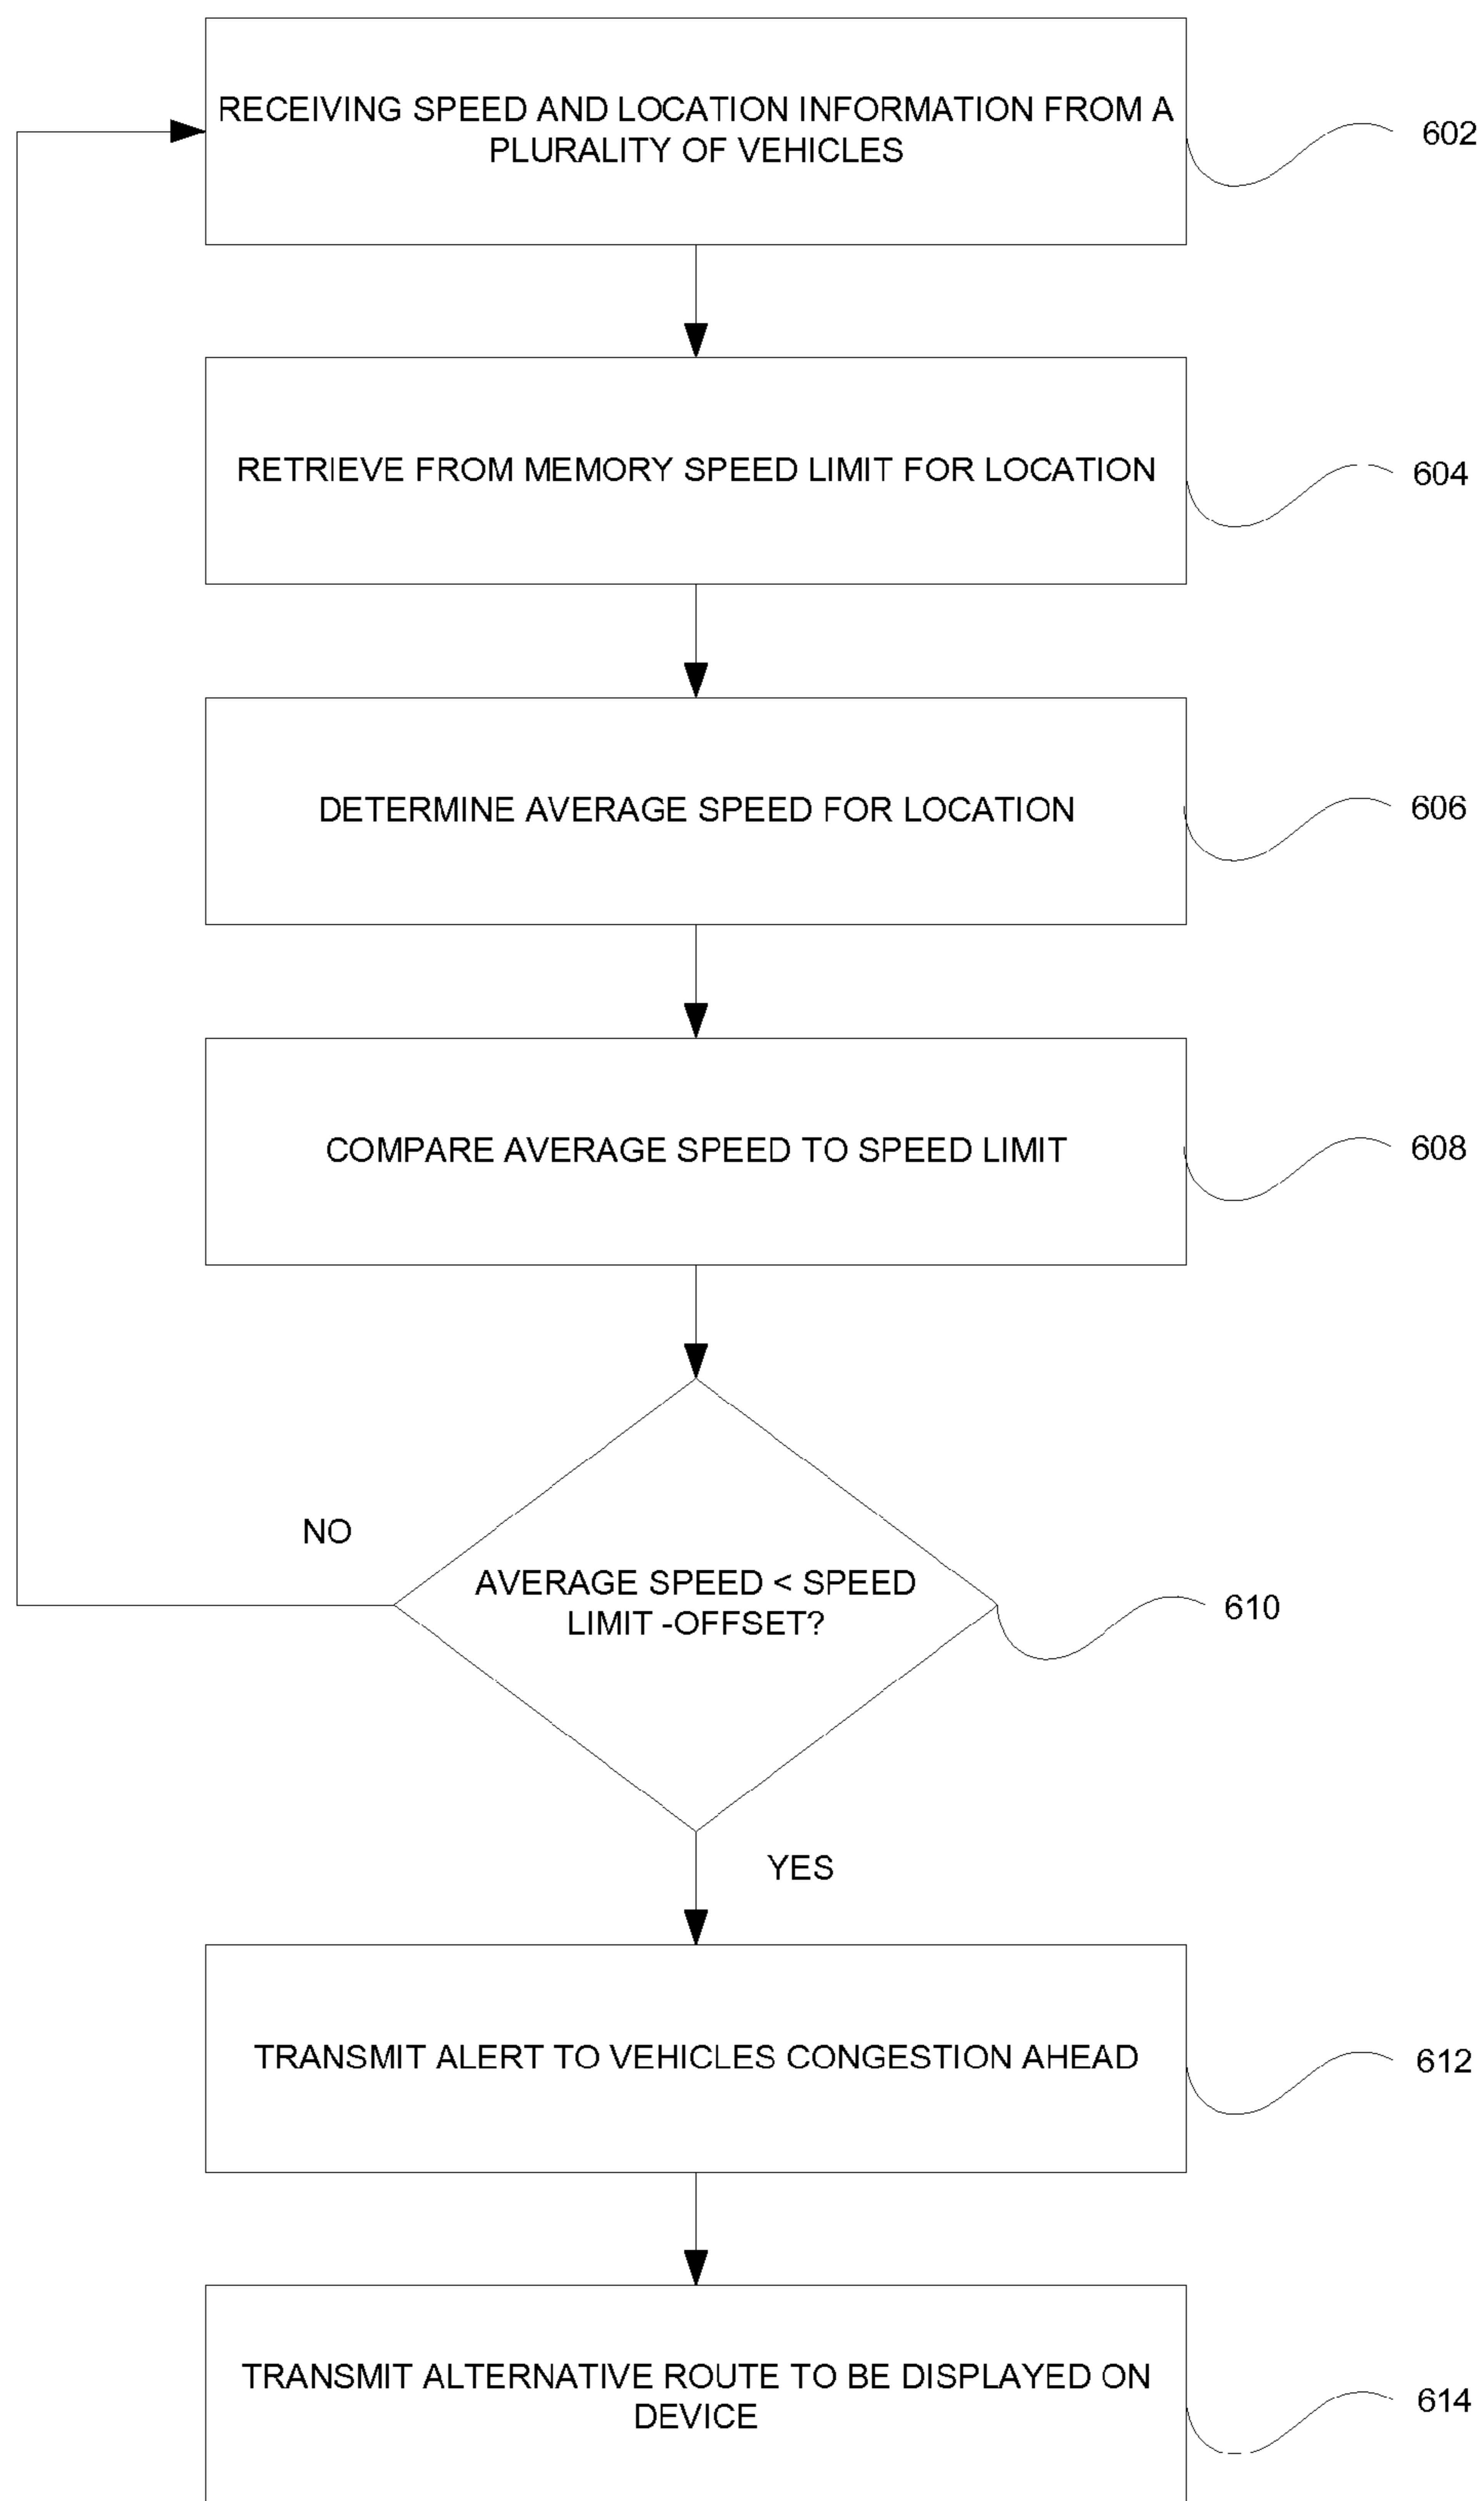 RECEIVING SPEED AND LOCATION INFORMATION FROM A
PLURALITY OF VEHICLES
602
RETRIEVE FROM MEMORY SPEED LIMIT FOR LOCATION
604
DETERMINE AVERAGE SPEED FOR LOCATION
606
COMPARE AVERAGE SPEED TO SPEED LIMIT
608
NO
AVERAGE SPEED < SPEED
LIMIT -OFFSET?
610
YES
TRANSMIT ALERT TO VEHICLES CONGESTION AHEAD
612
TRANSMIT ALTERNATIVE ROUTE TO BE DISPLAYED ON
DEVICE
614